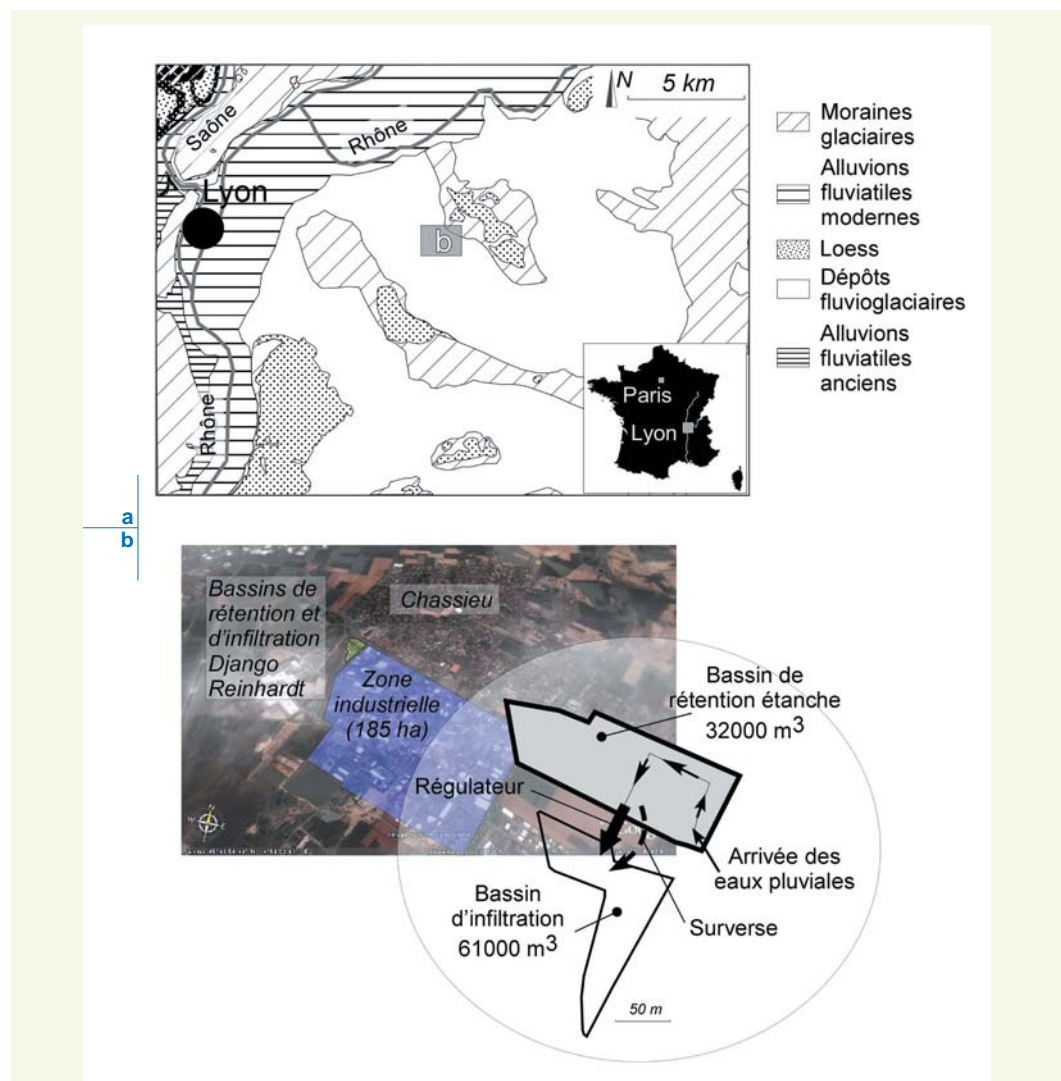 N
5 km
Saône
Rhône
Lyon
b
Rhône
Paris
Lyon
Moraines
glaciaires
Alluvions
fluviatiles
modernes
Loess
Dépôts
fluvioglaciaires
Alluvions
fluviatiles
anciens
a
b
Bassins de
rétention et
d'infiltration
Django
Reinhardt
Chassieu
Zone
industrielle
(185 ha)
Bassin de
rétention étanche
32000 m3
Régulateur
Arrivée des
eaux pluviales
Bassin
d'infiltration
61000 m3
Surverse
50 m
N